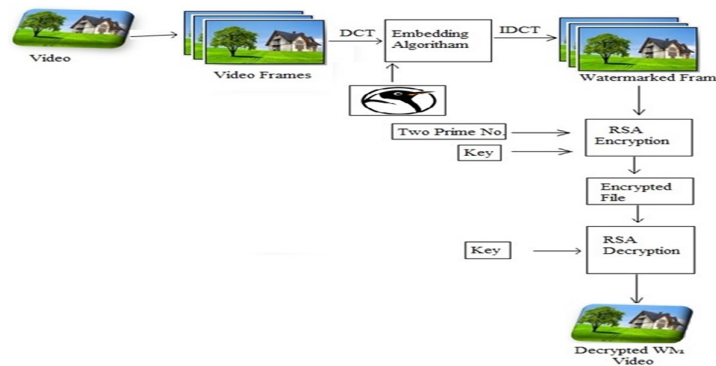 Video
Video Frames
DCT
Embedding
Algoritham
IDCT
Watermarked Fram
Two Prime No.
Key
RSA
Encryption
Encrypted
File
Key
RSA
Decryption
Decrypted WM
Video